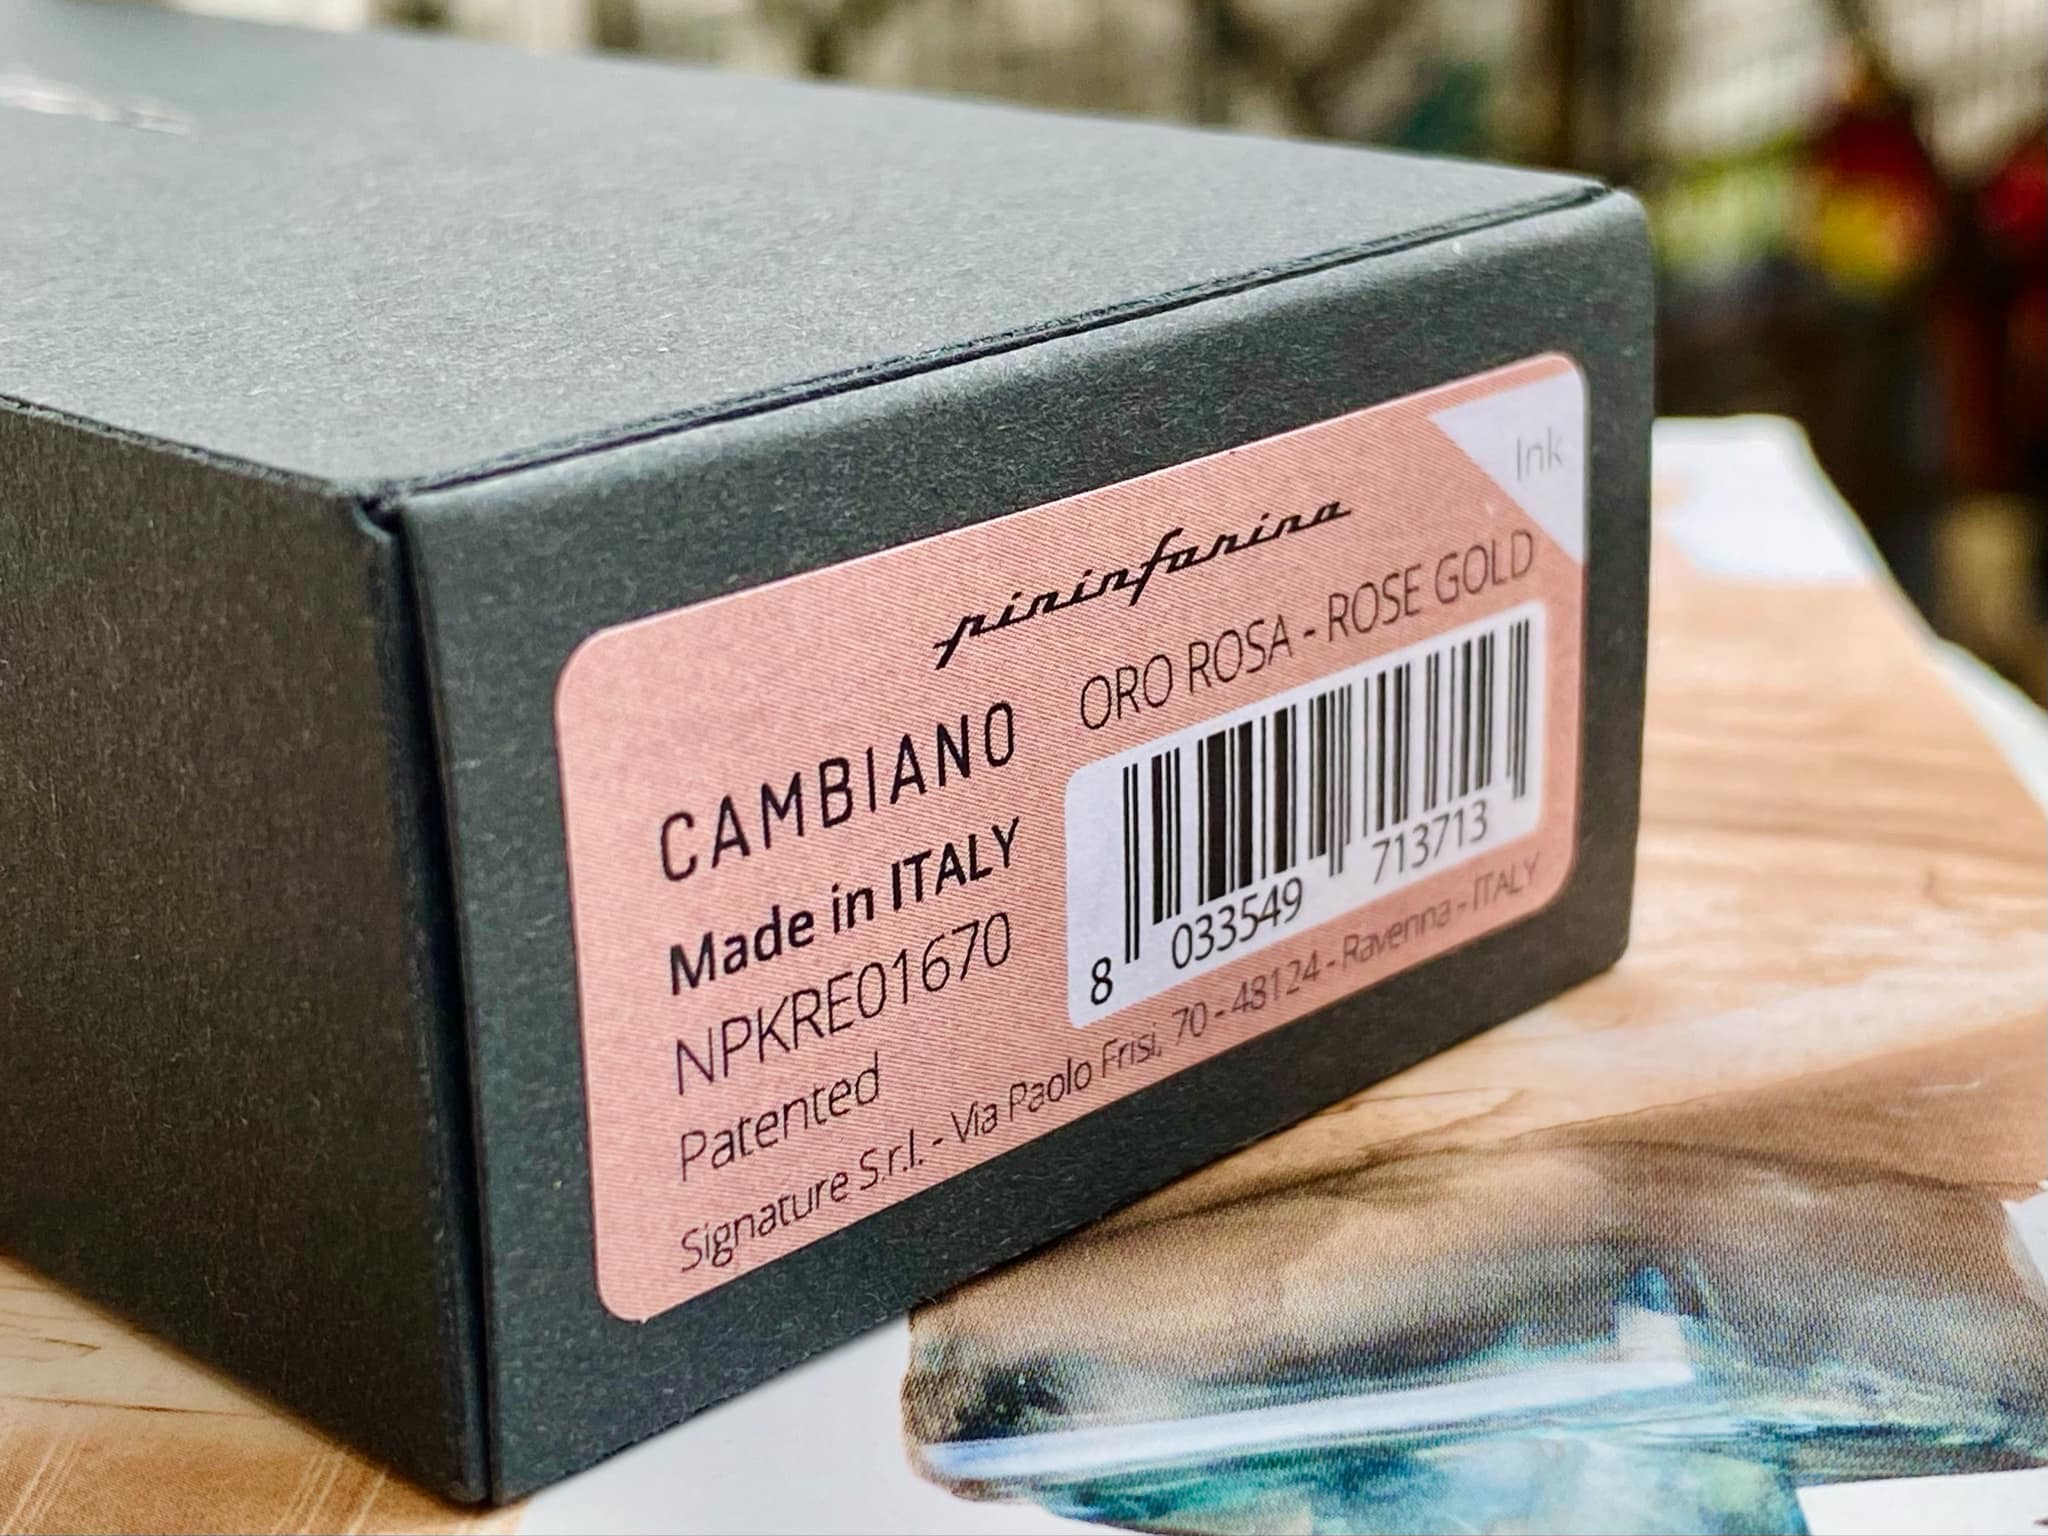 Ink
pininfarina
CAMBIANO ORO ROSA - ROSE GOLD
Made in ITALY
NPKRE01670
8 033549 713713
Patented
Signature S.r.l. - Via Paolo Frisi, 70 - 48124 - Ravenna - ITALY